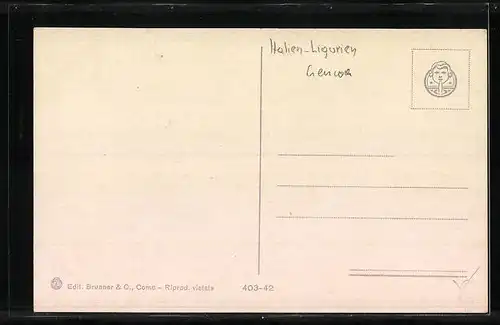 Italien-Ligurien
Genova
Edit. Brunner & C., Como - Riprod. vietata 403-42